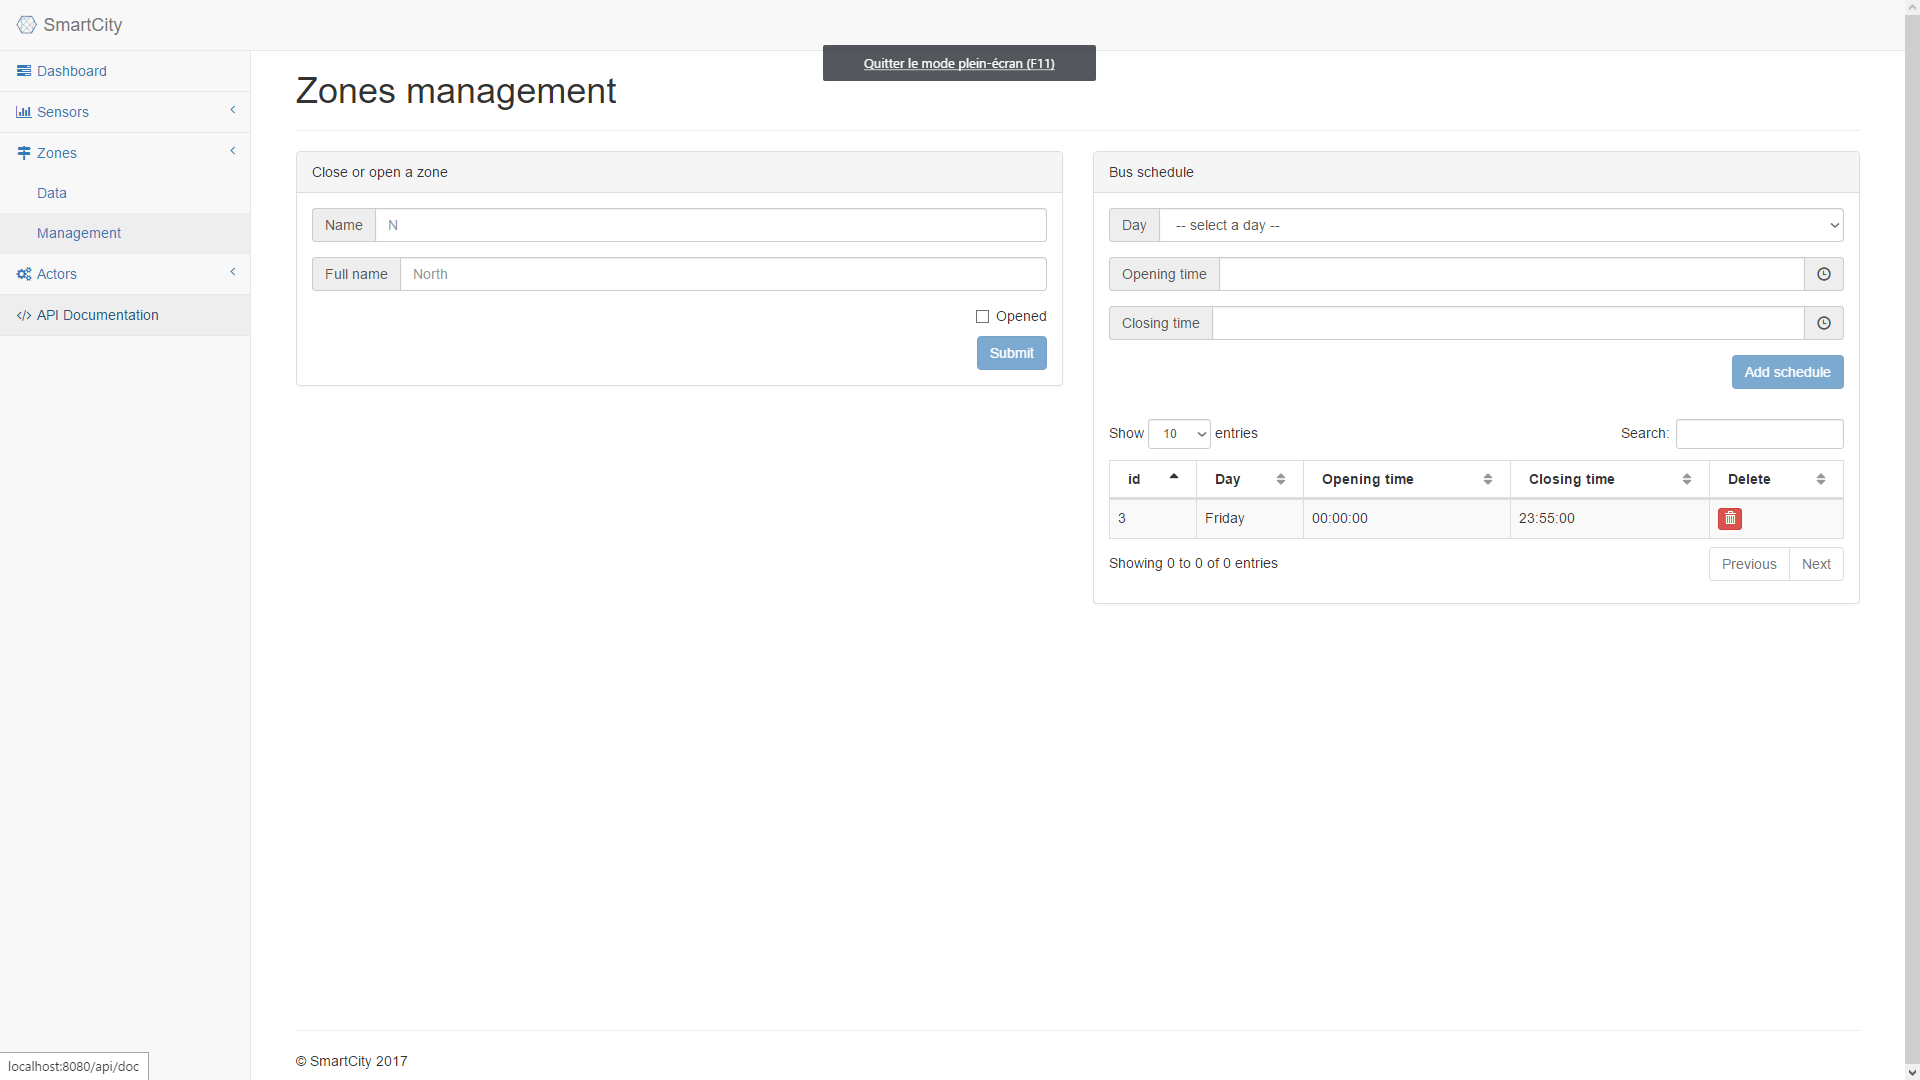 SmartCity
Quitter le mode plein-écran (F11)
Dashboard
Sensors
Zones
Data
Management
Actors
API Documentation
Zones management
Close or open a zone
Name N
Full name North
Opened
Submit
Bus schedule
Day -- select a day --
Opening time
Closing time
Add schedule
Show 10 entries Search:
id Day Opening time Closing time Delete
3 Friday 00:00:00 23:55:00
Showing 0 to 0 of 0 entries Previous Next
© SmartCity 2017
localhost:8080/api/doc